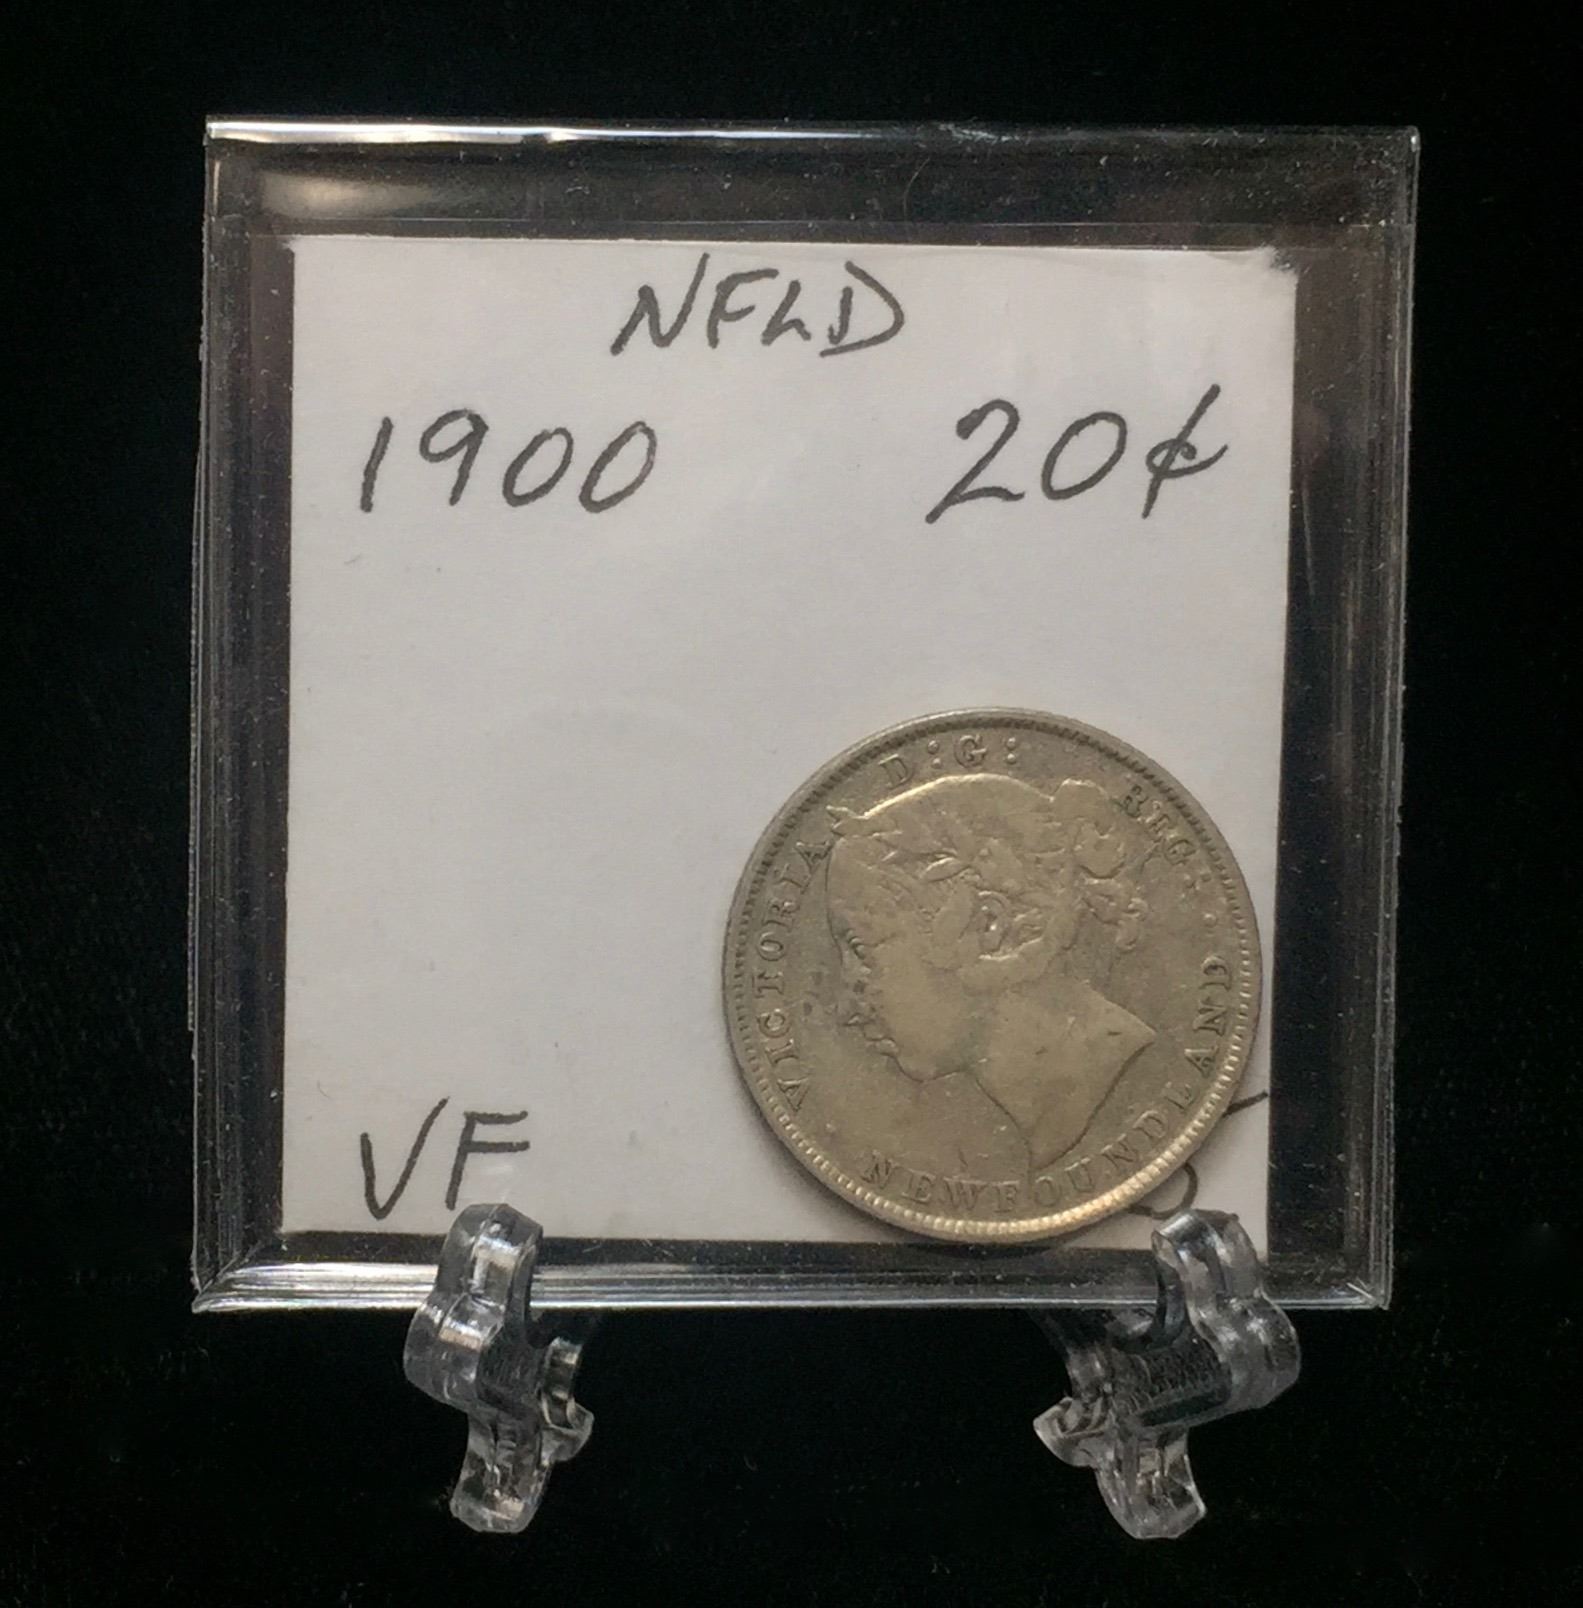 NFLD
1900 20¢
VF
VICTORIA D:G: REG:
NEWFOUNDLAND